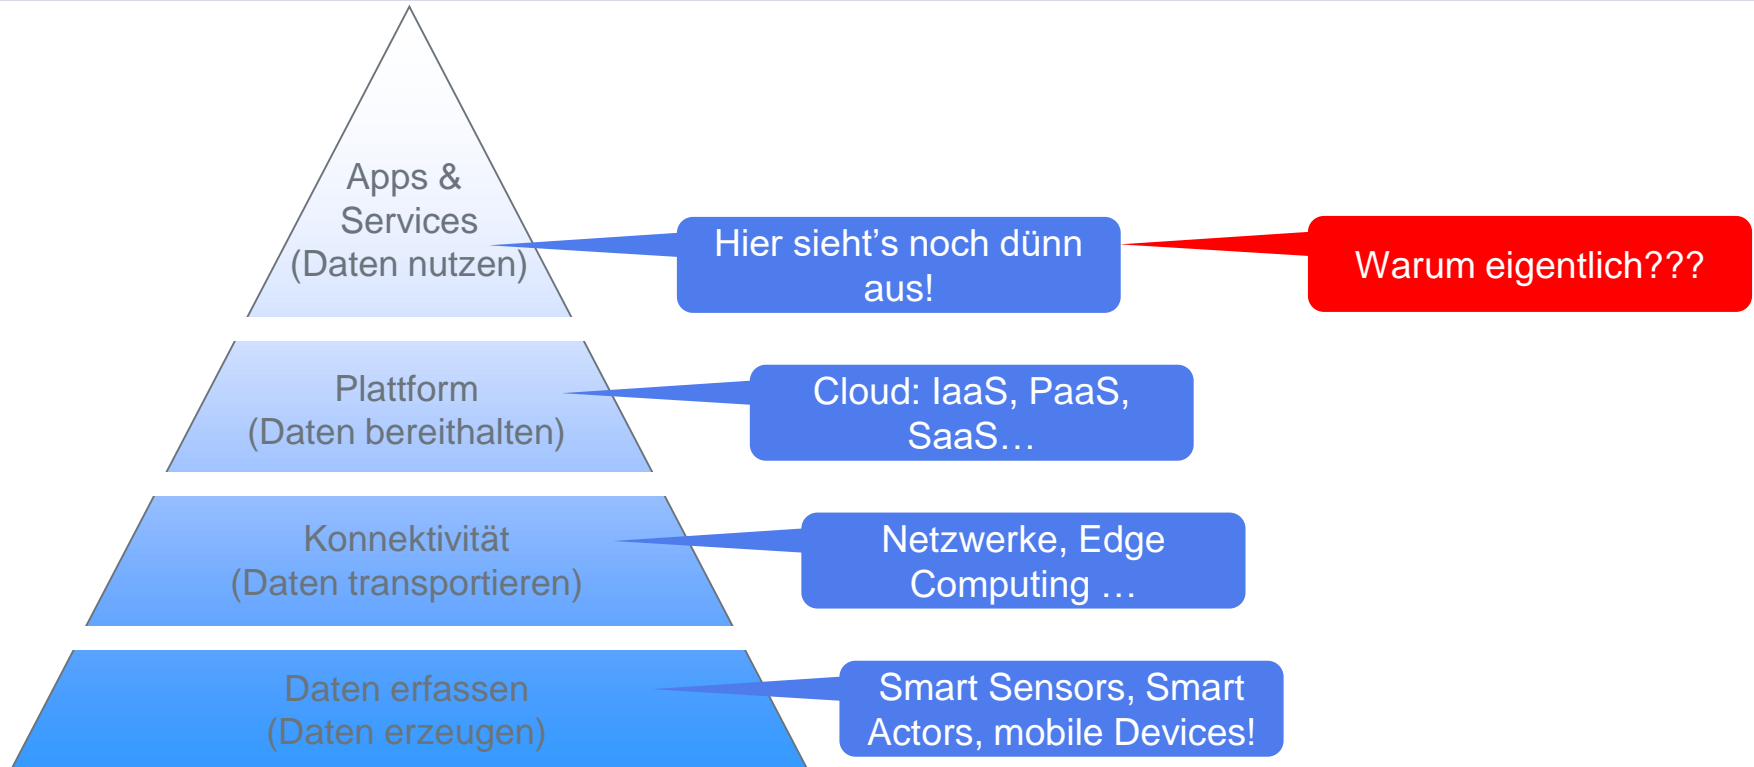 Apps &
Services
(Daten nutzen)
Hier sieht’s noch dünn
aus!
Warum eigentlich???
Plattform
(Daten bereithalten)
Cloud: IaaS, PaaS,
SaaS…
Konnektivität
(Daten transportieren)
Netzwerke, Edge
Computing …
Daten erfassen
(Daten erzeugen)
Smart Sensors, Smart
Actors, mobile Devices!